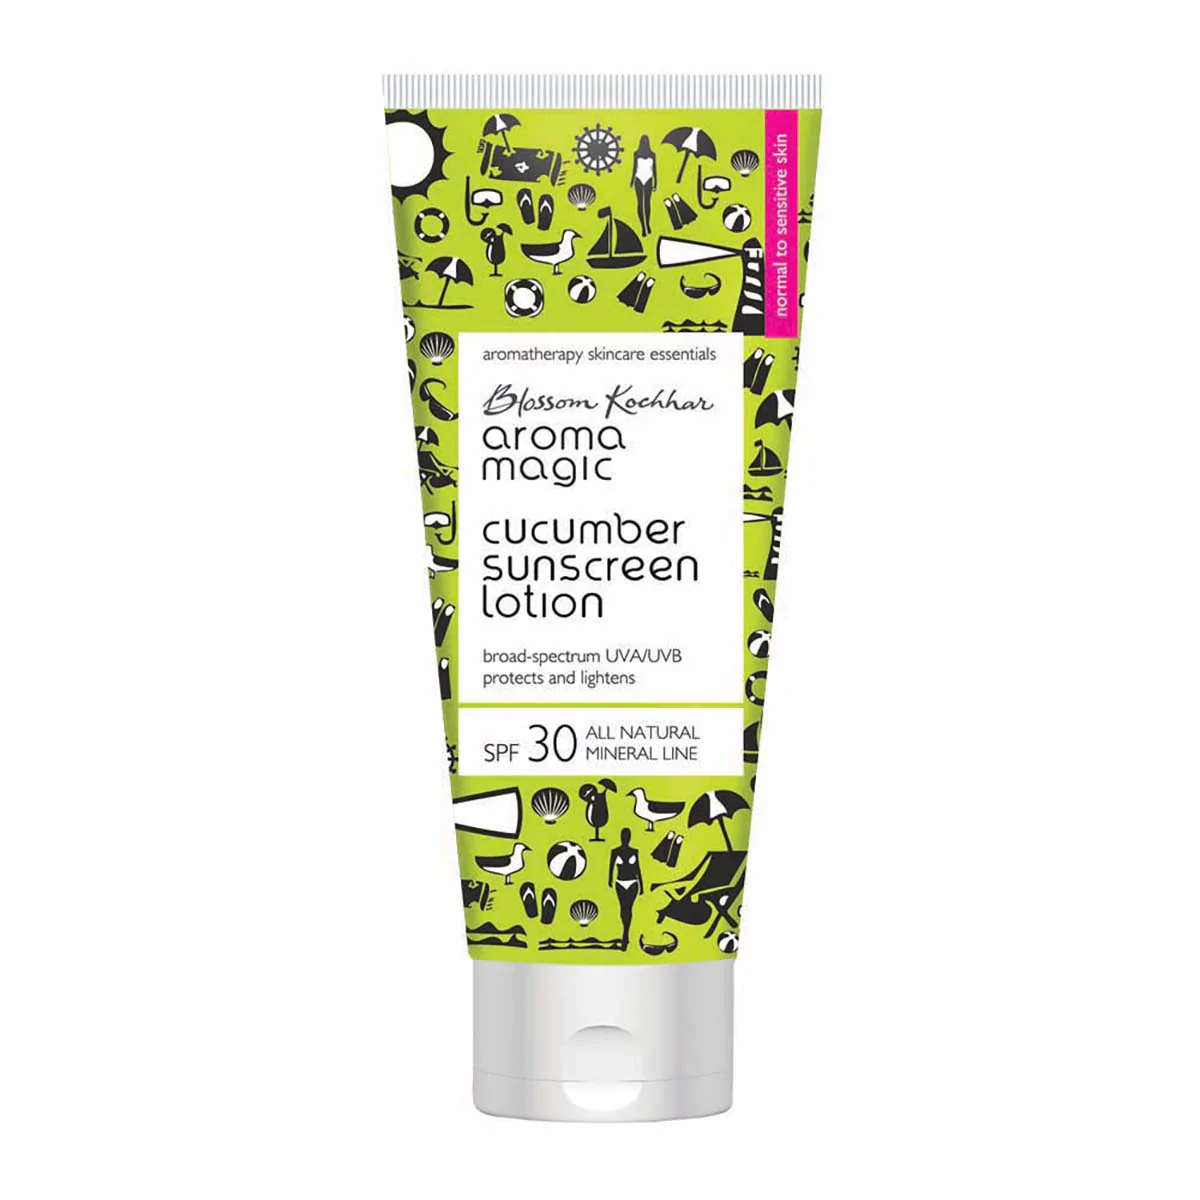 normal to sensitive skin
aromatherapy skincare essentials
Blossom Kochhar
aroma
magic
cucumber
sunscreen
lotion
broad-spectrum UVA/UVB
protects and lightens
SPF 30 ALL NATURAL
MINERAL LINE